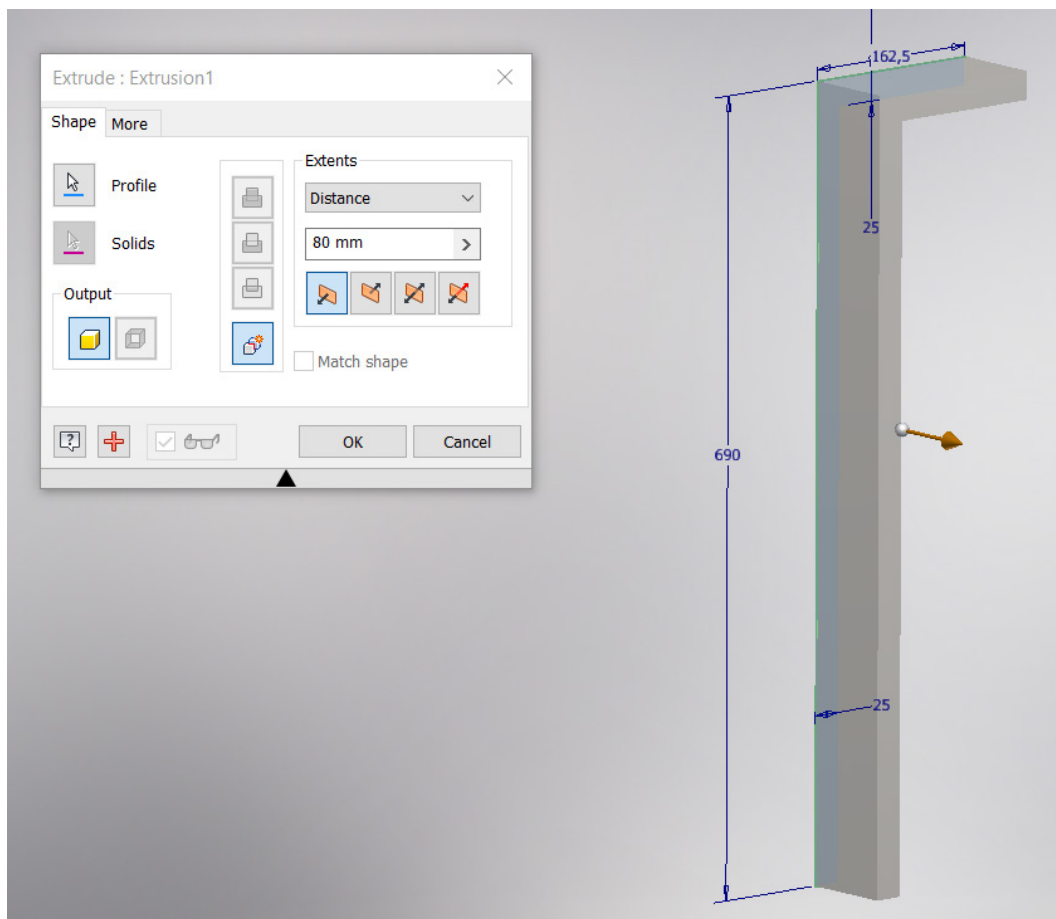 Extrude : Extrusion1
Shape
More
Profile
Solids
Output
Extents
Distance
80 mm
Match shape
OK
Cancel
162,5
25
690
25